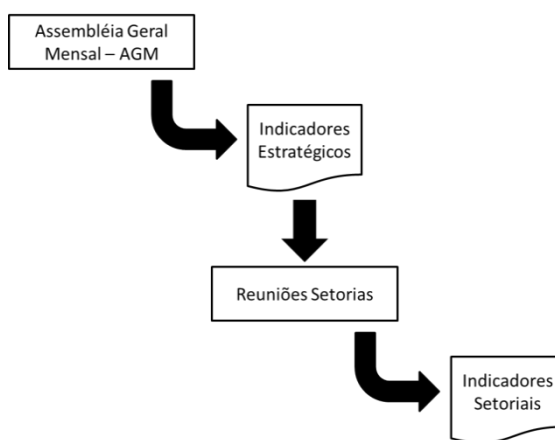 Assembléia Geral
Mensal – AGM
Indicadores
Estratégicos
Reuniões Setorias
Indicadores
Setoriais